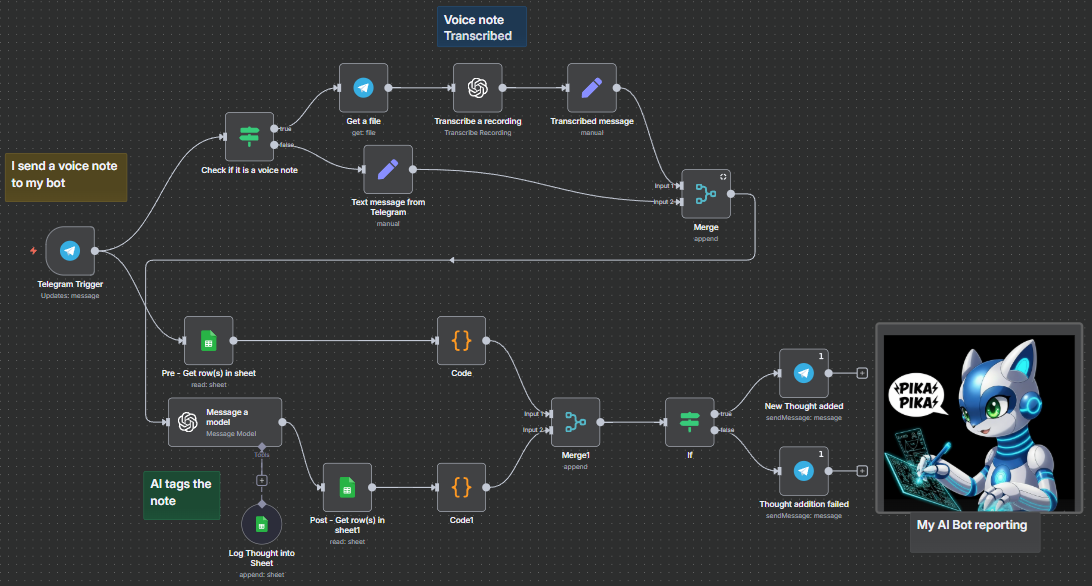 Voice note
Transcribed
Get a file
get: file
Transcribe a recording
Transcribe Recording
Transcribed message
manual
true
false
Check if it is a voice note
I send a voice note
to my bot
Text message from
Telegram
manual
Input 1
Input 2
Merge
append
Telegram Trigger
Updates: message
Pre - Get row(s) in sheet
read: sheet
{}
Code
Message a
model
Message Model
Tools
AI tags the
note
Log Thought into
Sheet
append: sheet
Post - Get row(s) in
sheet1
read: sheet
{}
Code1
Input 1
Input 2
Merge1
append
true
false
If
1
New Thought added
sendMessage: message
1
Thought addition failed
sendMessage: message
PIKA
PIKA
My AI Bot reporting